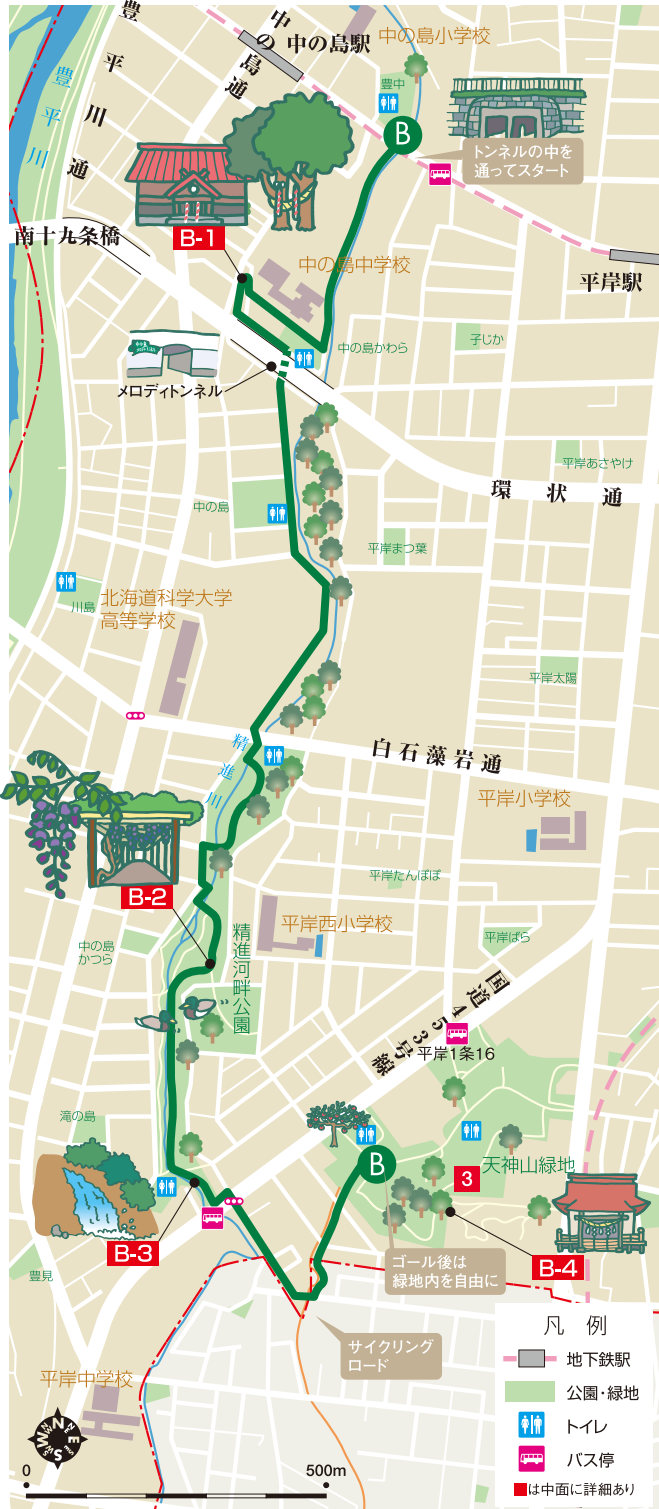 豊平川通
豊平川
中の島通
中の島駅
中の島小学校
豊中
B
トンネルの中を
通ってスタート
南十九条橋
B-1
中の島中学校
平岸駅
中の島かわら
子じか
メロディトンネル
平岸あさやけ
環状通
中の島
平岸まつ葉
川島
北海道科学大学
高等学校
平岸太陽
精進川
白石藻岩通
平岸小学校
平岸たんぽぽ
B-2
平岸西小学校
平岸ばら
中の島
かつら
精進河畔公園
国道453号線
平岸1条16
滝の島
B
3
天神山緑地
B-3
B-4
ゴール後は
緑地内を自由に
豊見
サイクリング
ロード
平岸中学校
凡例
地下鉄駅
公園・緑地
トイレ
バス停
は中面に詳細あり
N
NE
E
SE
S
SW
W
NW
0
500m